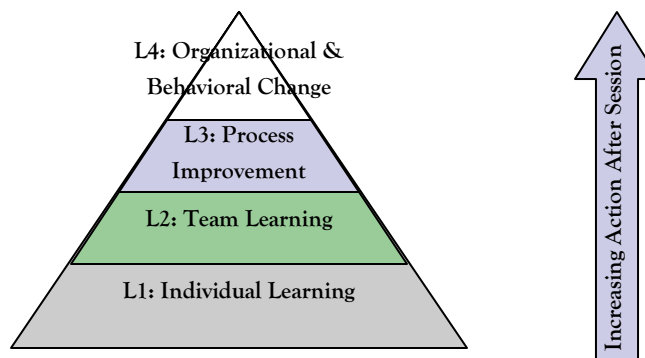 L4: Organizational &
Behavioral Change
L3: Process
Improvement
L2: Team Learning
L1: Individual Learning
Increasing Action After Session